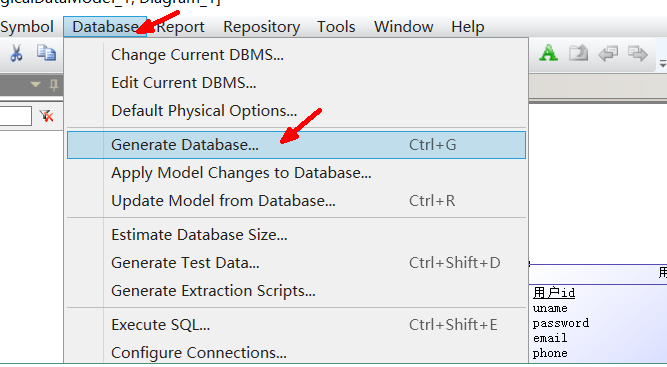 gicalDataModel_1, Diagram_1]
Symbol Database Report Repository Tools Window Help
Change Current DBMS...
Edit Current DBMS...
Default Physical Options...
Generate Database... Ctrl+G
Apply Model Changes to Database...
Update Model from Database... Ctrl+R
Estimate Database Size...
Generate Test Data... Ctrl+Shift+D
Generate Extraction Scripts...
Execute SQL... Ctrl+Shift+E
Configure Connections...
用户id
uname
password
email
phone